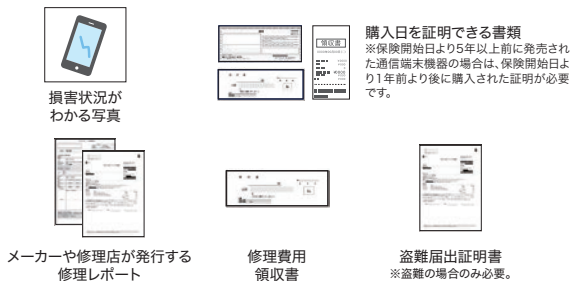 領収書
購入日を証明できる書類
※保険開始日より5年以上前に発売され
た通信端末機器の場合は、保険開始日よ
り1年前より後に購入された証明が必要
です。
損害状況が
わかる写真
メーカーや修理店が発行する
修理レポート
修理費用
領収書
盗難届出証明書
※盗難の場合のみ必要。